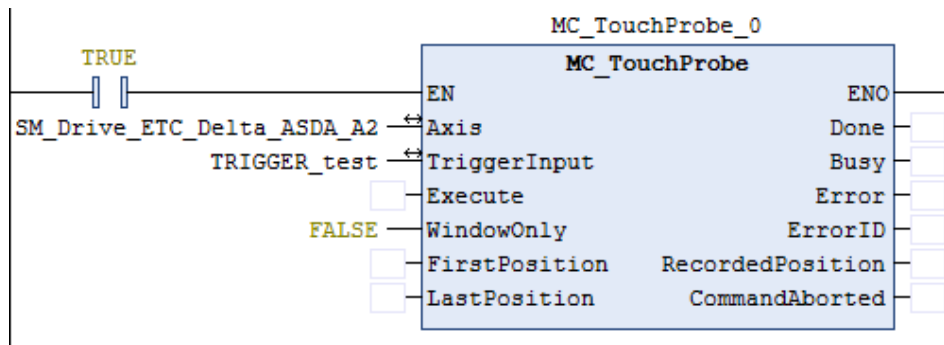 MC_TouchProbe_0
TRUE
MC_TouchProbe
EN ENO
SM_Drive_ETC_Delta_ASDA_A2 Axis Done
TRIGGER_test TriggerInput Busy
Execute Error
FALSE WindowOnly ErrorID
FirstPosition RecordedPosition
LastPosition CommandAborted